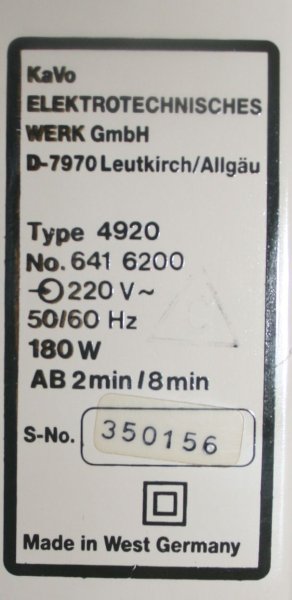 KaVo
ELEKTROTECHNISCHES
WERK GmbH
D-7970 Leutkirch/Allgäu
Type 4920
No. 641 6200
220 V~
50/60 Hz
180 W
AB 2 min/8 min
S-No. 350156
Made in West Germany